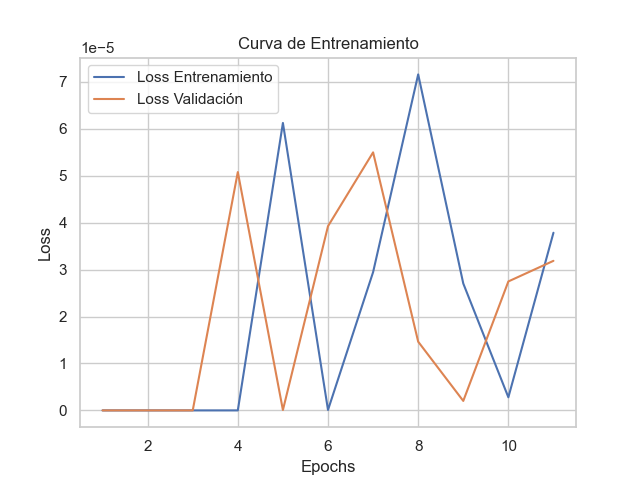 Curva de Entrenamiento
1e−5
Loss Entrenamiento
Loss Validación
7
6
5
4
3
2
1
0
Loss
2
4
6
8
10
Epochs